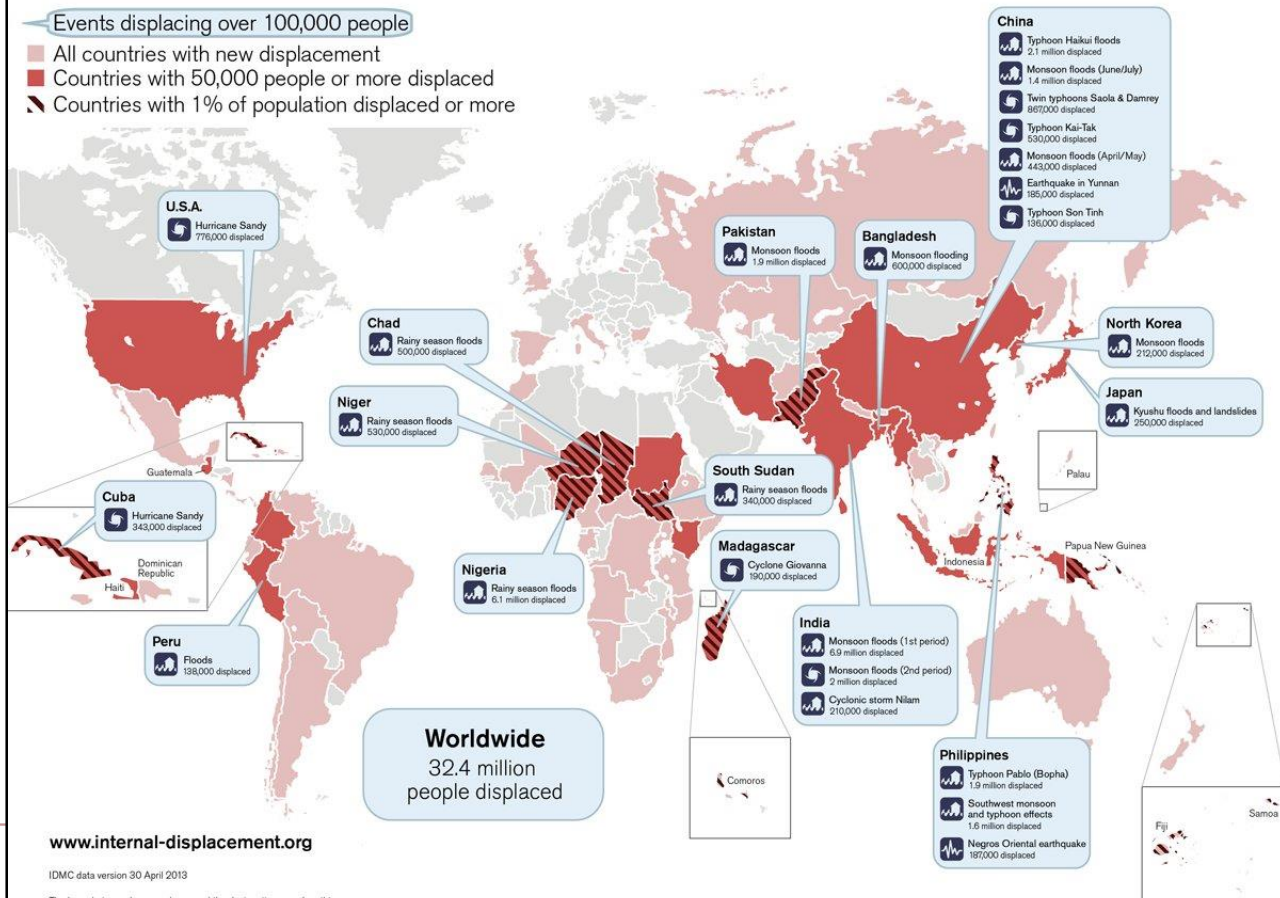 Events displacing over 100,000 people
All countries with new displacement
Countries with 50,000 people or more displaced
Countries with 1% of population displaced or more
U.S.A.
Hurricane Sandy
776,000 displaced
Guatemala
Cuba
Hurricane Sandy
343,000 displaced
Dominican
Republic
Haiti
Peru
Floods
138,000 displaced
Chad
Rainy season floods
500,000 displaced
Niger
Rainy season floods
530,000 displaced
Nigeria
Rainy season floods
6.1 million displaced
South Sudan
Rainy season floods
340,000 displaced
Madagascar
Cyclone Giovanna
190,000 displaced
Comoros
Pakistan
Monsoon floods
1.9 million displaced
Bangladesh
Monsoon flooding
600,000 displaced
China
Typhoon Haikui floods
2.1 million displaced
Monsoon floods (June/July)
1.4 million displaced
Twin typhoons Saola & Damrey
867,000 displaced
Typhoon Kai-Tak
530,000 displaced
Monsoon floods (April/May)
443,000 displaced
Earthquake in Yunnan
185,000 displaced
Typhoon Son Tinh
136,000 displaced
North Korea
Monsoon floods
212,000 displaced
Japan
Kyushu floods and landslides
250,000 displaced
Palau
Papua New Guinea
Indonesia
India
Monsoon floods (1st period)
6.9 million displaced
Monsoon floods (2nd period)
2 million displaced
Cyclonic storm Nilam
210,000 displaced
Philippines
Typhoon Pablo (Bopha)
1.9 million displaced
Southwest monsoon
and typhoon effects
1.6 million displaced
Negros Oriental earthquake
187,000 displaced
Samoa
Fiji
Worldwide
32.4 million
people displaced
www.internal-displacement.org
IDMC data version 30 April 2013